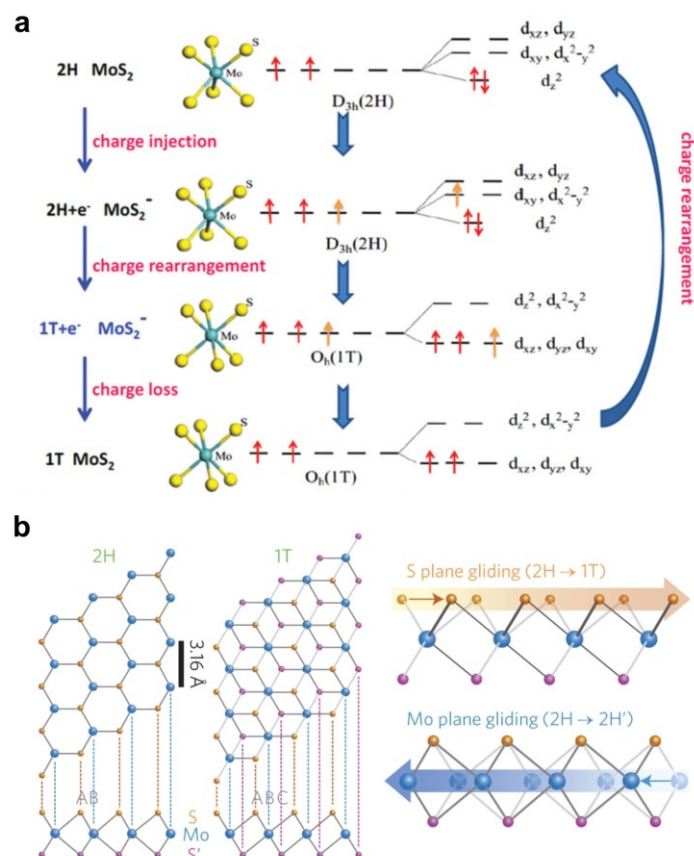 a
2H MoS2
S
Mo
dxz, dyz
dxy, dx²-y²
dz²
D3h(2H)
charge injection
2H+e- MoS2-
S
Mo
dxz, dyz
dxy, dx²-y²
dz²
D3h(2H)
charge rearrangement
1T+e- MoS2-
S
Mo
dz², dx²-y²
dxz, dyz, dxy
Oh(1T)
charge loss
1T MoS2
S
Mo
dz², dx²-y²
dxz, dyz, dxy
Oh(1T)
charge rearrangement
b
2H
1T
3.16 Å
AB
ABC
S
Mo
S'
S plane gliding (2H → 1T)
Mo plane gliding (2H → 2H')